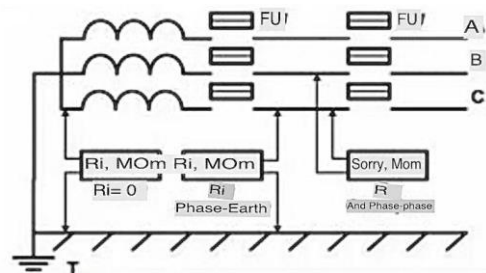 FU
FU
A
B
C
Ri, MOm
Ri, MOm
Sorry, Mom
Ri= 0
Ri
R
Phase-Earth
And Phase-phase
T